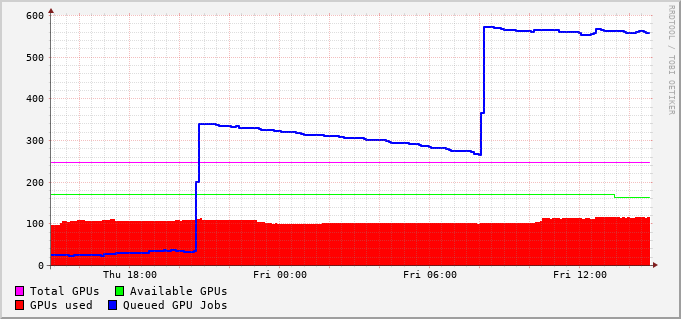 600
500
400
300
200
100
0
Thu 18:00 Fri 00:00 Fri 06:00 Fri 12:00
Total GPUs Available GPUs
GPUs used Queued GPU Jobs
RRDTOOL / TOBI OETIKER